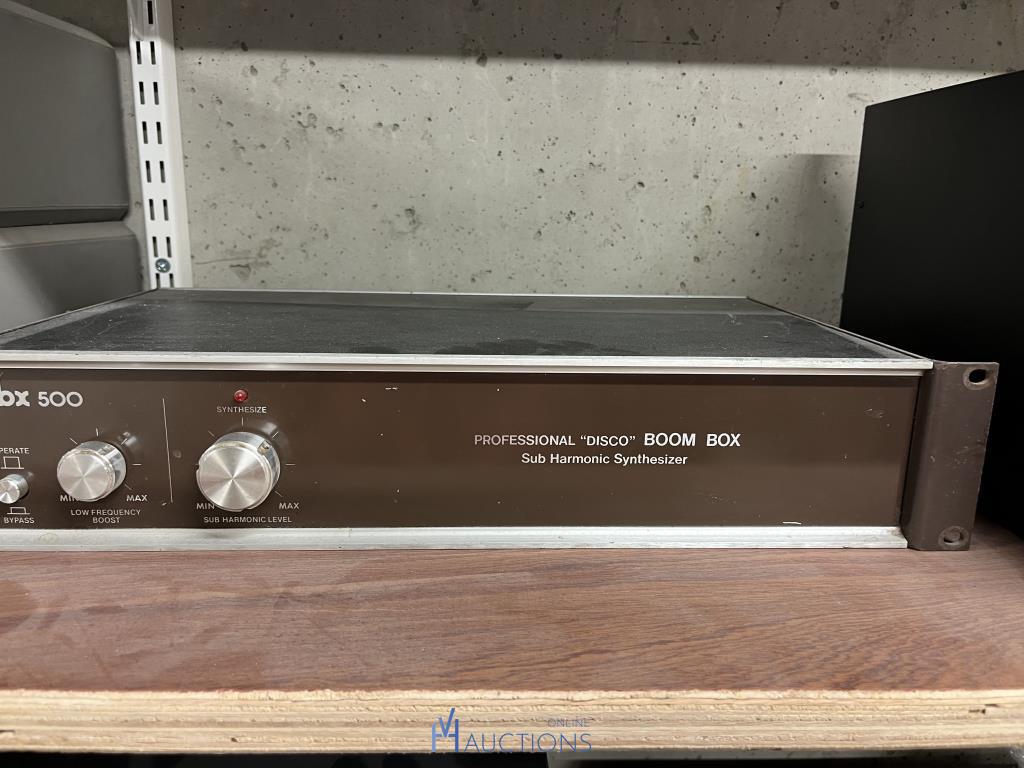 bx 500
SYNTHESIZE
PERATE
MIN MAX
MIN MAX
BYPASS
LOW FREQUENCY
BOOST
SUB HARMONIC LEVEL
PROFESSIONAL "DISCO" BOOM BOX
Sub Harmonic Synthesizer
ONLINE
AUCTIONS